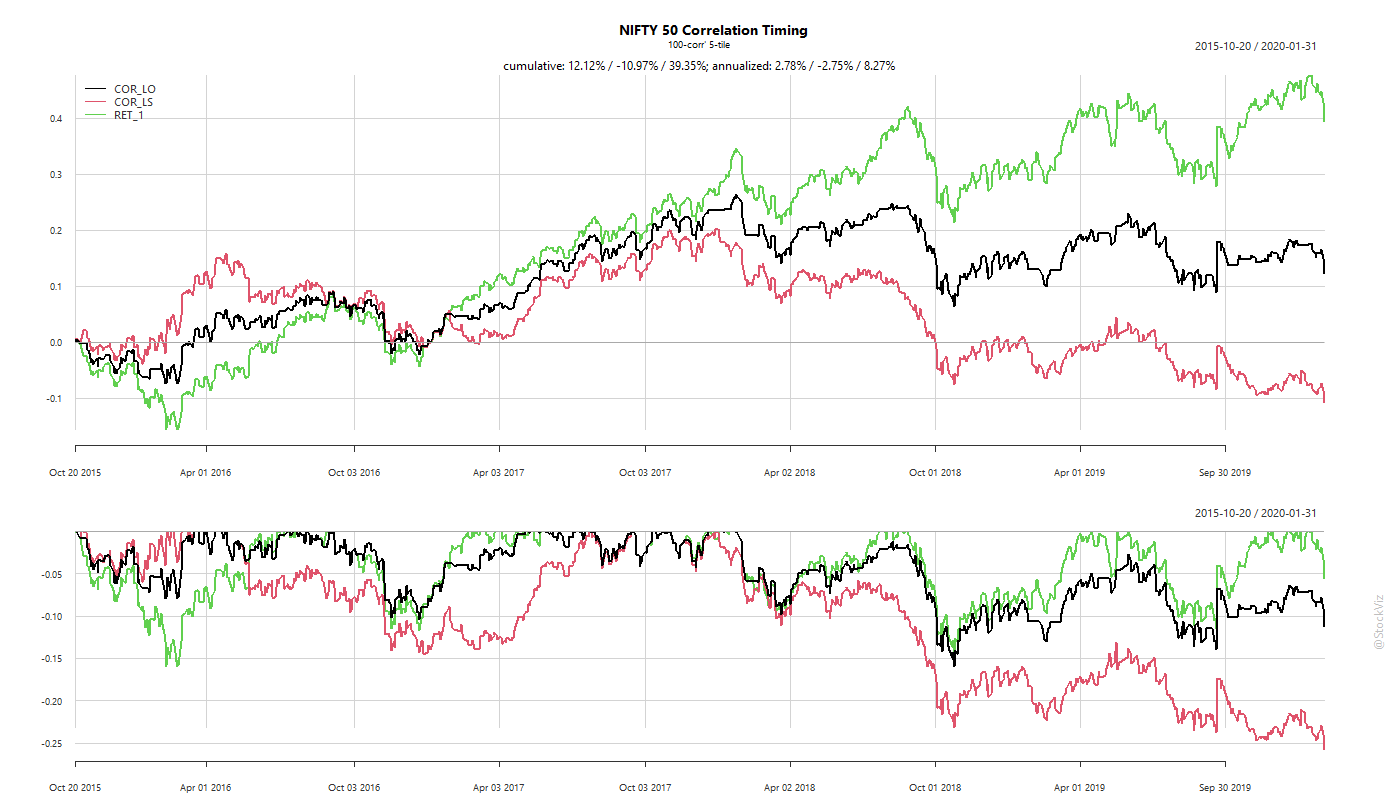 NIFTY 50 Correlation Timing
100-corr' 5-tile
2015-10-20 / 2020-01-31
cumulative: 12.12% / -10.97% / 39.35%; annualized: 2.78% / -2.75% / 8.27%
COR_LO
COR_LS
RET_1
0.4
0.3
0.2
0.1
0.0
-0.1
Oct 20 2015 Apr 01 2016 Oct 03 2016 Apr 03 2017 Oct 03 2017 Apr 02 2018 Oct 01 2018 Apr 01 2019 Sep 30 2019
2015-10-20 / 2020-01-31
-0.05
-0.10
-0.15
-0.20
-0.25
Oct 20 2015 Apr 01 2016 Oct 03 2016 Apr 03 2017 Oct 03 2017 Apr 02 2018 Oct 01 2018 Apr 01 2019 Sep 30 2019
@StockViz